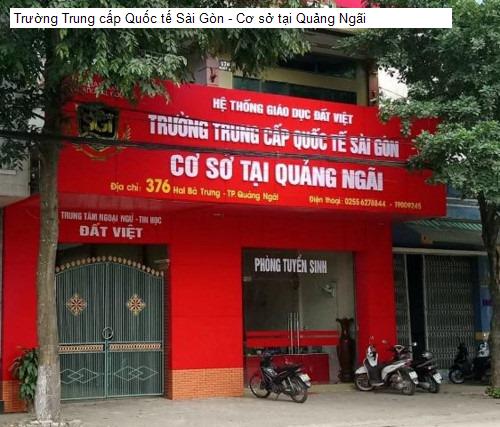 Trường Trung cấp Quốc tế Sài Gòn - Cơ sở tại Quảng Ngãi
HỆ THỐNG GIÁO DỤC ĐẤT VIỆT
TRƯỜNG TRUNG CẤP QUỐC TẾ SÀI GÒN
CƠ SỞ TẠI QUẢNG NGÃI
Địa chỉ: 376 Hai Bà Trưng - TP. Quảng Ngãi Điện thoại: 0255 6276844 - 19009245
TRUNG TÂM NGOẠI NGỮ - TIN HỌC
ĐẤT VIỆT
PHÒNG TUYỂN SINH